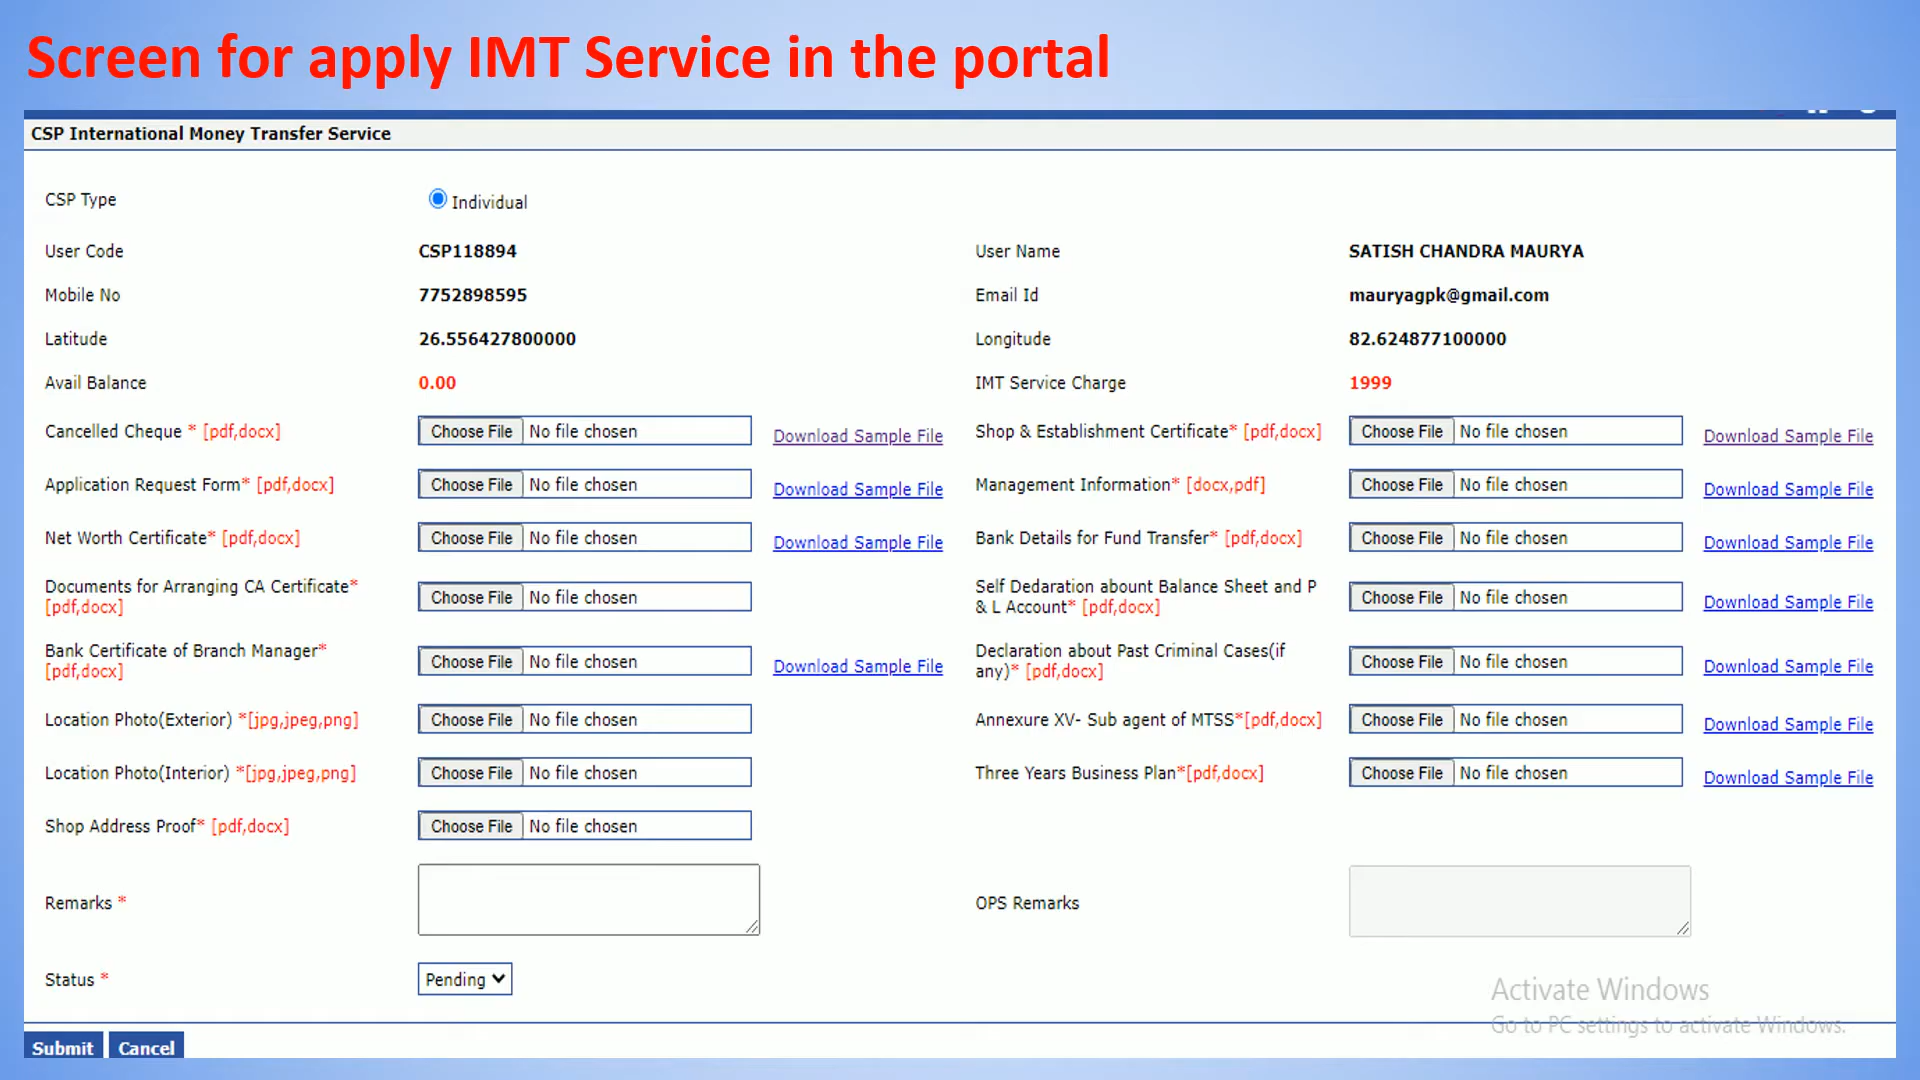 Screen for apply IMT Service in the portal
CSP International Money Transfer Service
CSP Type Individual
User Code CSP118894 User Name SATISH CHANDRA MAURYA
Mobile No 7752898595 Email Id mauryagpk@gmail.com
Latitude 26.556427800000 Longitude 82.624877100000
Avail Balance 0.00 IMT Service Charge 1999
Cancelled Cheque * [pdf,docx] Choose File No file chosen Download Sample File Shop & Establishment Certificate* [pdf,docx] Choose File No file chosen Download Sample File
Application Request Form* [pdf,docx] Choose File No file chosen Download Sample File Management Information* [docx,pdf] Choose File No file chosen Download Sample File
Net Worth Certificate* [pdf,docx] Choose File No file chosen Download Sample File Bank Details for Fund Transfer* [pdf,docx] Choose File No file chosen Download Sample File
Documents for Arranging CA Certificate*
[pdf,docx] Choose File No file chosen
Self Dedaration abount Balance Sheet and P
& L Account* [pdf,docx] Choose File No file chosen Download Sample File
Bank Certificate of Branch Manager*
[pdf,docx] Choose File No file chosen Download Sample File
Declaration about Past Criminal Cases(if
any)* [pdf,docx] Choose File No file chosen Download Sample File
Location Photo(Exterior) *[jpg,jpeg,png] Choose File No file chosen Annexure XV- Sub agent of MTSS*[pdf,docx] Choose File No file chosen Download Sample File
Location Photo(Interior) *[jpg,jpeg,png] Choose File No file chosen Three Years Business Plan*[pdf,docx] Choose File No file chosen Download Sample File
Shop Address Proof* [pdf,docx] Choose File No file chosen
Remarks * OPS Remarks
Status * Pending
Activate Windows
Go to PC settings to activate Windows.
Submit Cancel